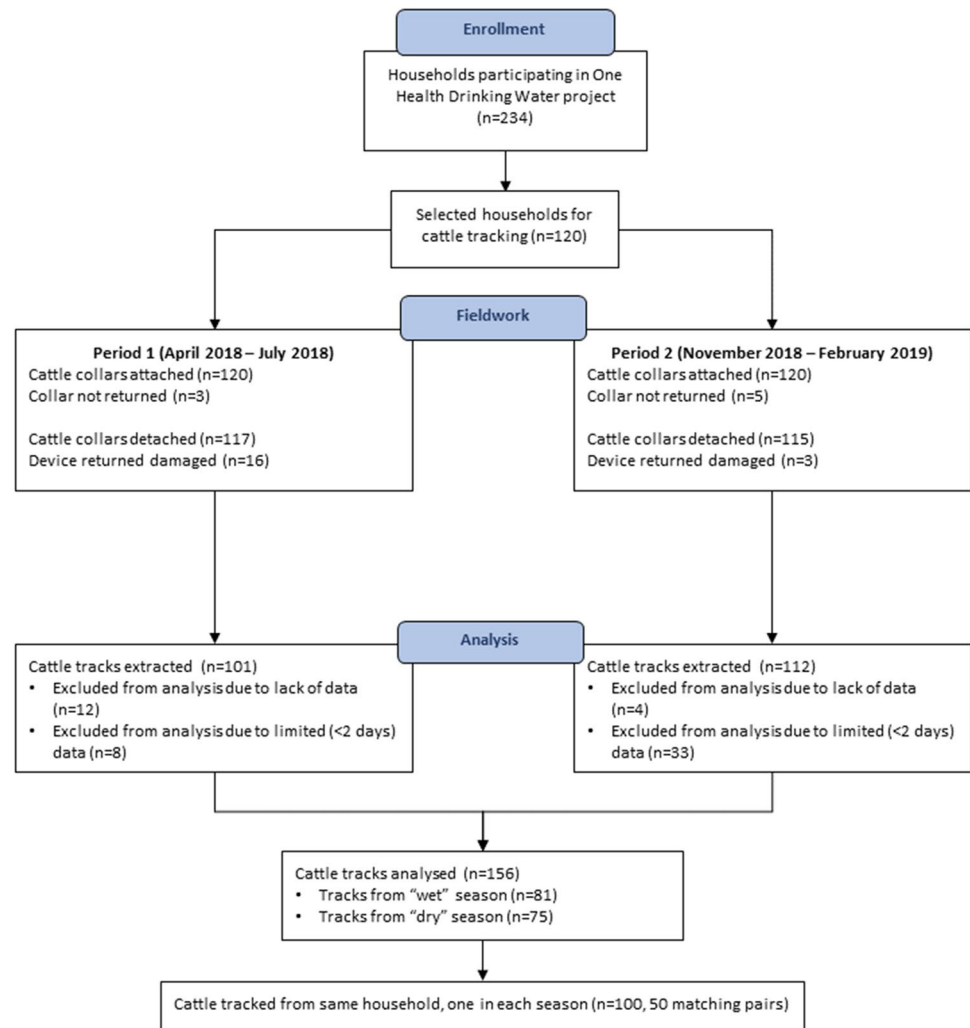 Enrollment
Households participating in One
Health Drinking Water project
(n=234)
Selected households for
cattle tracking (n=120)
Fieldwork
Period 1 (April 2018 – July 2018)
Cattle collars attached (n=120)
Collar not returned (n=3)
Cattle collars detached (n=117)
Device returned damaged (n=16)
Period 2 (November 2018 – February 2019)
Cattle collars attached (n=120)
Collar not returned (n=5)
Cattle collars detached (n=115)
Device returned damaged (n=3)
Analysis
Cattle tracks extracted (n=101)
• Excluded from analysis due to lack of data
(n=12)
• Excluded from analysis due to limited (<2 days)
data (n=8)
Cattle tracks extracted (n=112)
• Excluded from analysis due to lack of data
(n=4)
• Excluded from analysis due to limited (<2 days)
data (n=33)
Cattle tracks analysed (n=156)
• Tracks from “wet” season (n=81)
• Tracks from “dry” season (n=75)
Cattle tracked from same household, one in each season (n=100, 50 matching pairs)